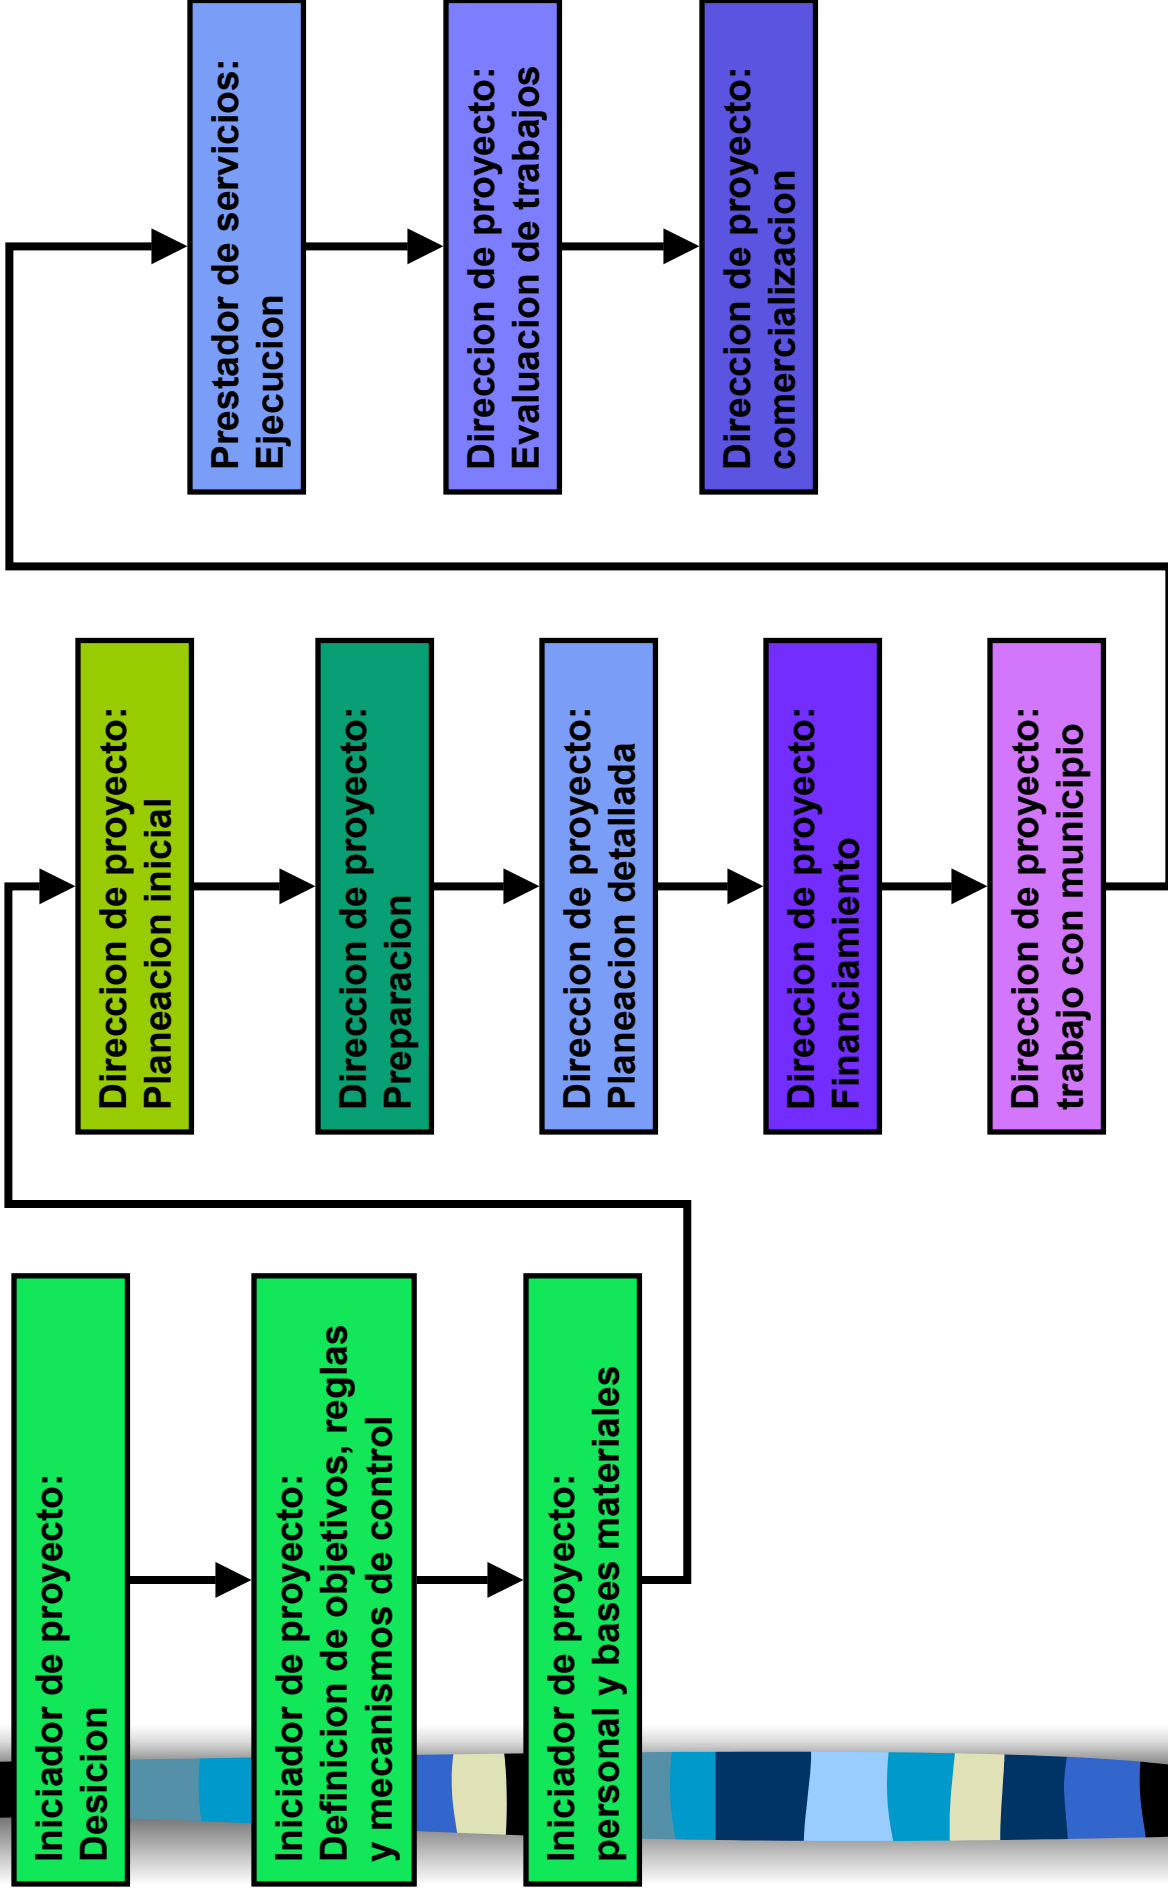 Iniciador de proyecto:
Desicion
Iniciador de proyecto:
Definicion de objetivos, reglas
y mecanismos de control
Iniciador de proyecto:
personal y bases materiales
Direccion de proyecto:
Planeacion inicial
Direccion de proyecto:
Preparacion
Direccion de proyecto:
Planeacion detallada
Direccion de proyecto:
Financiamiento
Direccion de proyecto:
trabajo con municipio
Prestador de servicios:
Ejecucion
Direccion de proyecto:
Evaluacion de trabajos
Direccion de proyecto:
comercializacion